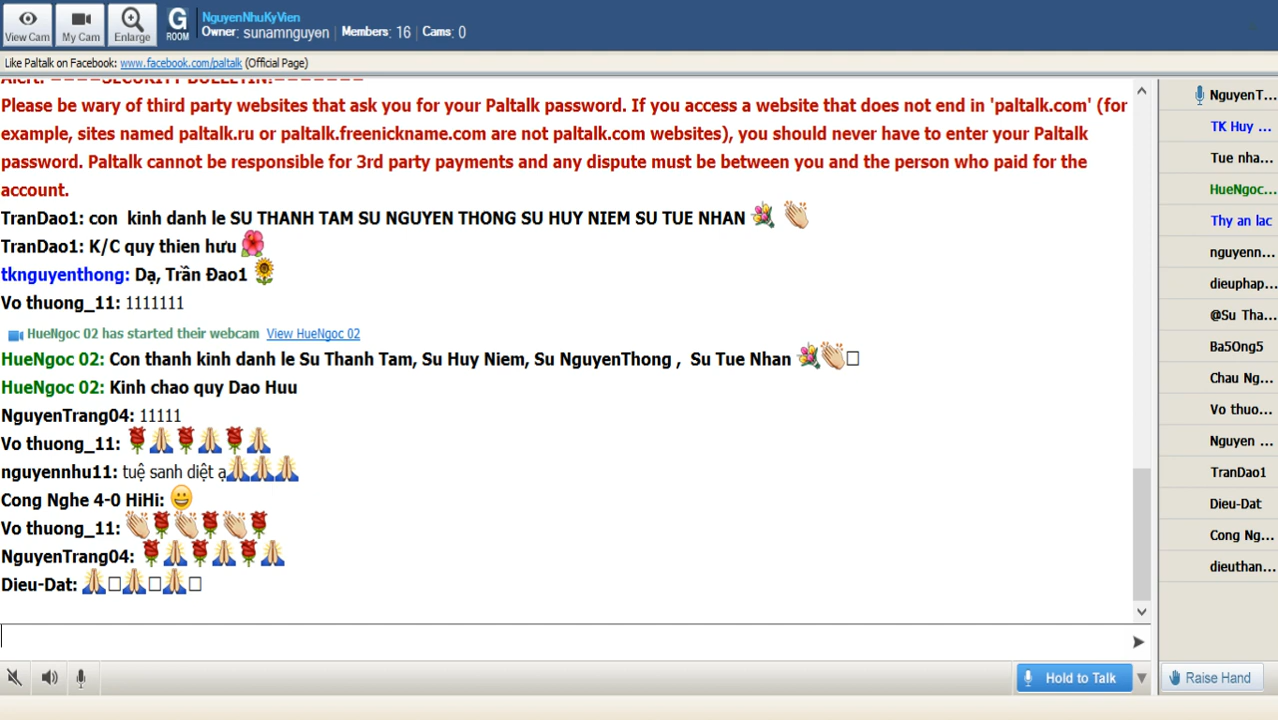 NguyenNhuKyVien
View Cam My Cam Enlarge G ROOM Owner: sunamnguyen Members: 16 Cams: 0
Like Paltalk on Facebook: www.facebook.com/paltalk (Official Page)
Alert: ====SECURITY BULLETIN!=======
Please be wary of third party websites that ask you for your Paltalk password. If you access a website that does not end in 'paltalk.com' (for
example, sites named paltalk.ru or paltalk.freenickname.com are not paltalk.com websites), you should never have to enter your Paltalk
password. Paltalk cannot be responsible for 3rd party payments and any dispute must be between you and the person who paid for the
account.
TranDao1: con kinh danh le SU THANH TAM SU NGUYEN THONG SU HUY NIEM SU TUE NHAN 💐 👏
TranDao1: K/C quy thien hưu 🌺
tknguyenthong: Dạ, Trần Đao1 🌻
Vo thuong_11: 1111111
HueNgoc 02 has started their webcam View HueNgoc 02
HueNgoc 02: Con thanh kinh danh le Su Thanh Tam, Su Huy Niem, Su NguyenThong , Su Tue Nhan 💐👏□
HueNgoc 02: Kinh chao quy Dao Huu
NguyenTrang04: 11111
Vo thuong_11: 🌹🙏🌹🙏🌹🙏
nguyennhu11: tuệ sanh diệt ạ🙏🙏🙏
Cong Nghe 4-0 HiHi: 😀
Vo thuong_11: 👏🌹👏🌹👏🌹
NguyenTrang04: 🌹🙏🌹🙏🌹🙏
Dieu-Dat: 🙏□🙏□🙏□
NguyenT...
TK Huy ...
Tue nha...
HueNgoc...
Thy an lac
nguyenn...
dieuphap...
@Su Tha...
Ba5Ong5
Chau Ng...
Vo thuo...
Nguyen ...
TranDao1
Dieu-Dat
Cong Ng...
dieuthan...
Hold to Talk
Raise Hand